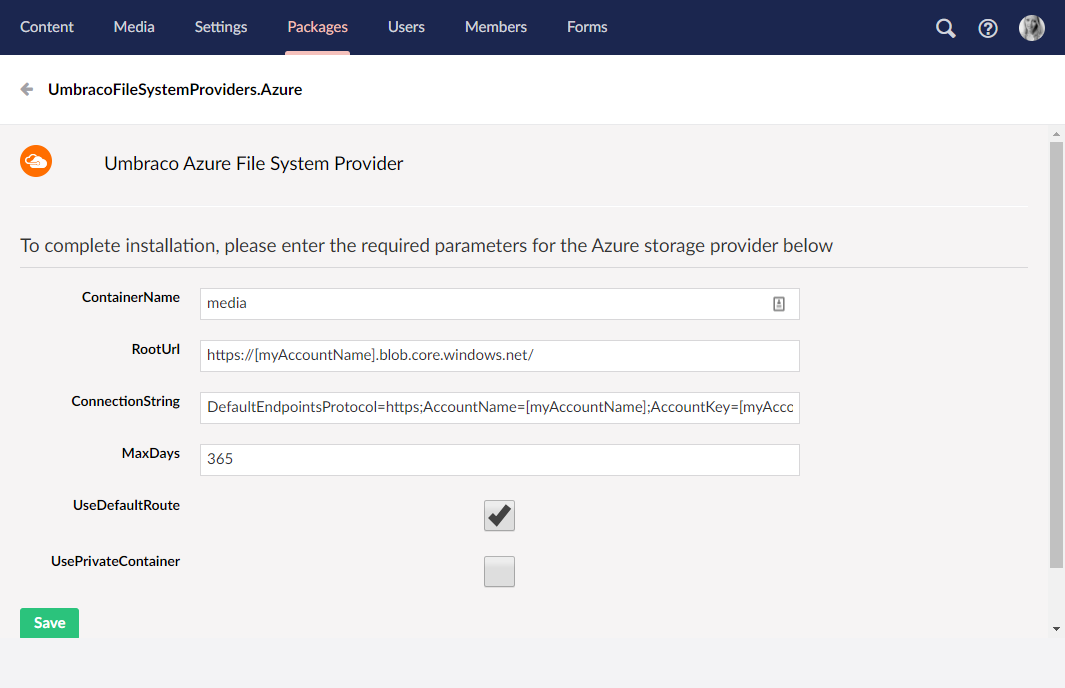 Content Media Settings Packages Users Members Forms
UmbracoFileSystemProviders.Azure
Umbraco Azure File System Provider
To complete installation, please enter the required parameters for the Azure storage provider below
ContainerName media
RootUrl https://[myAccountName].blob.core.windows.net/
ConnectionString DefaultEndpointsProtocol=https;AccountName=[myAccountName];AccountKey=[myAcco
MaxDays 365
UseDefaultRoute
UsePrivateContainer
Save